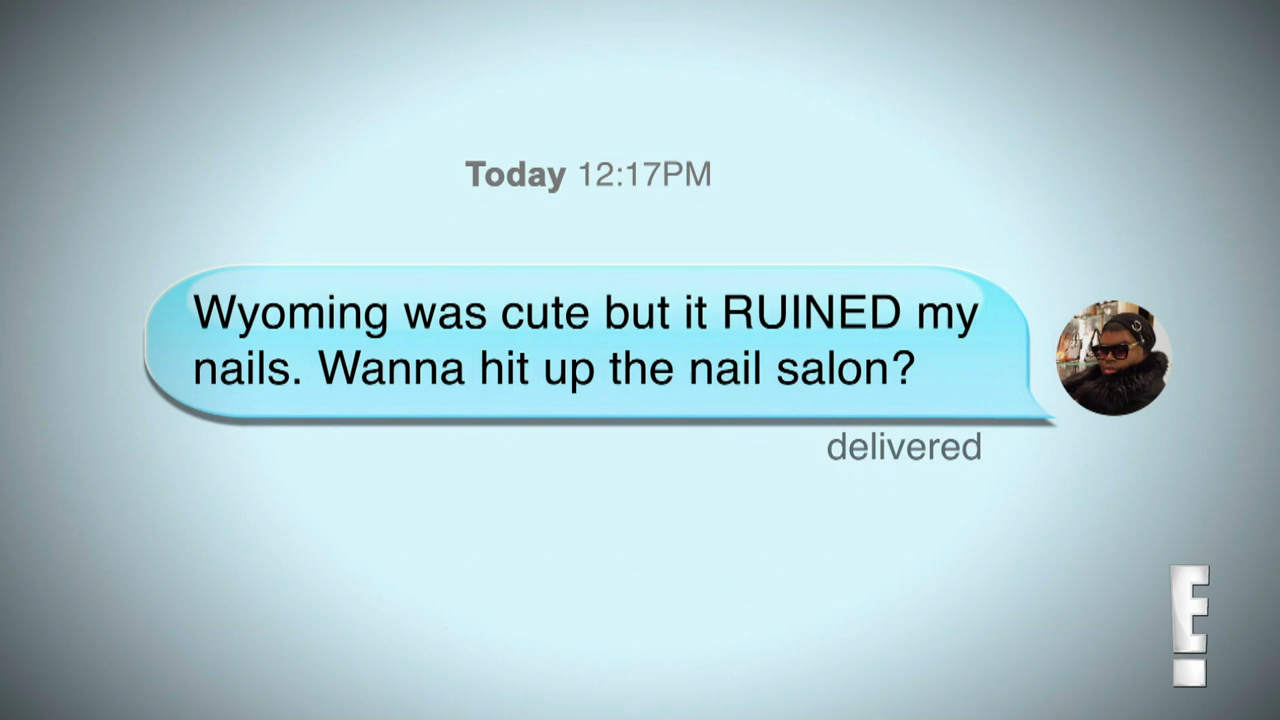 Today 12:17PM
Wyoming was cute but it RUINED my
nails. Wanna hit up the nail salon?
delivered
E!